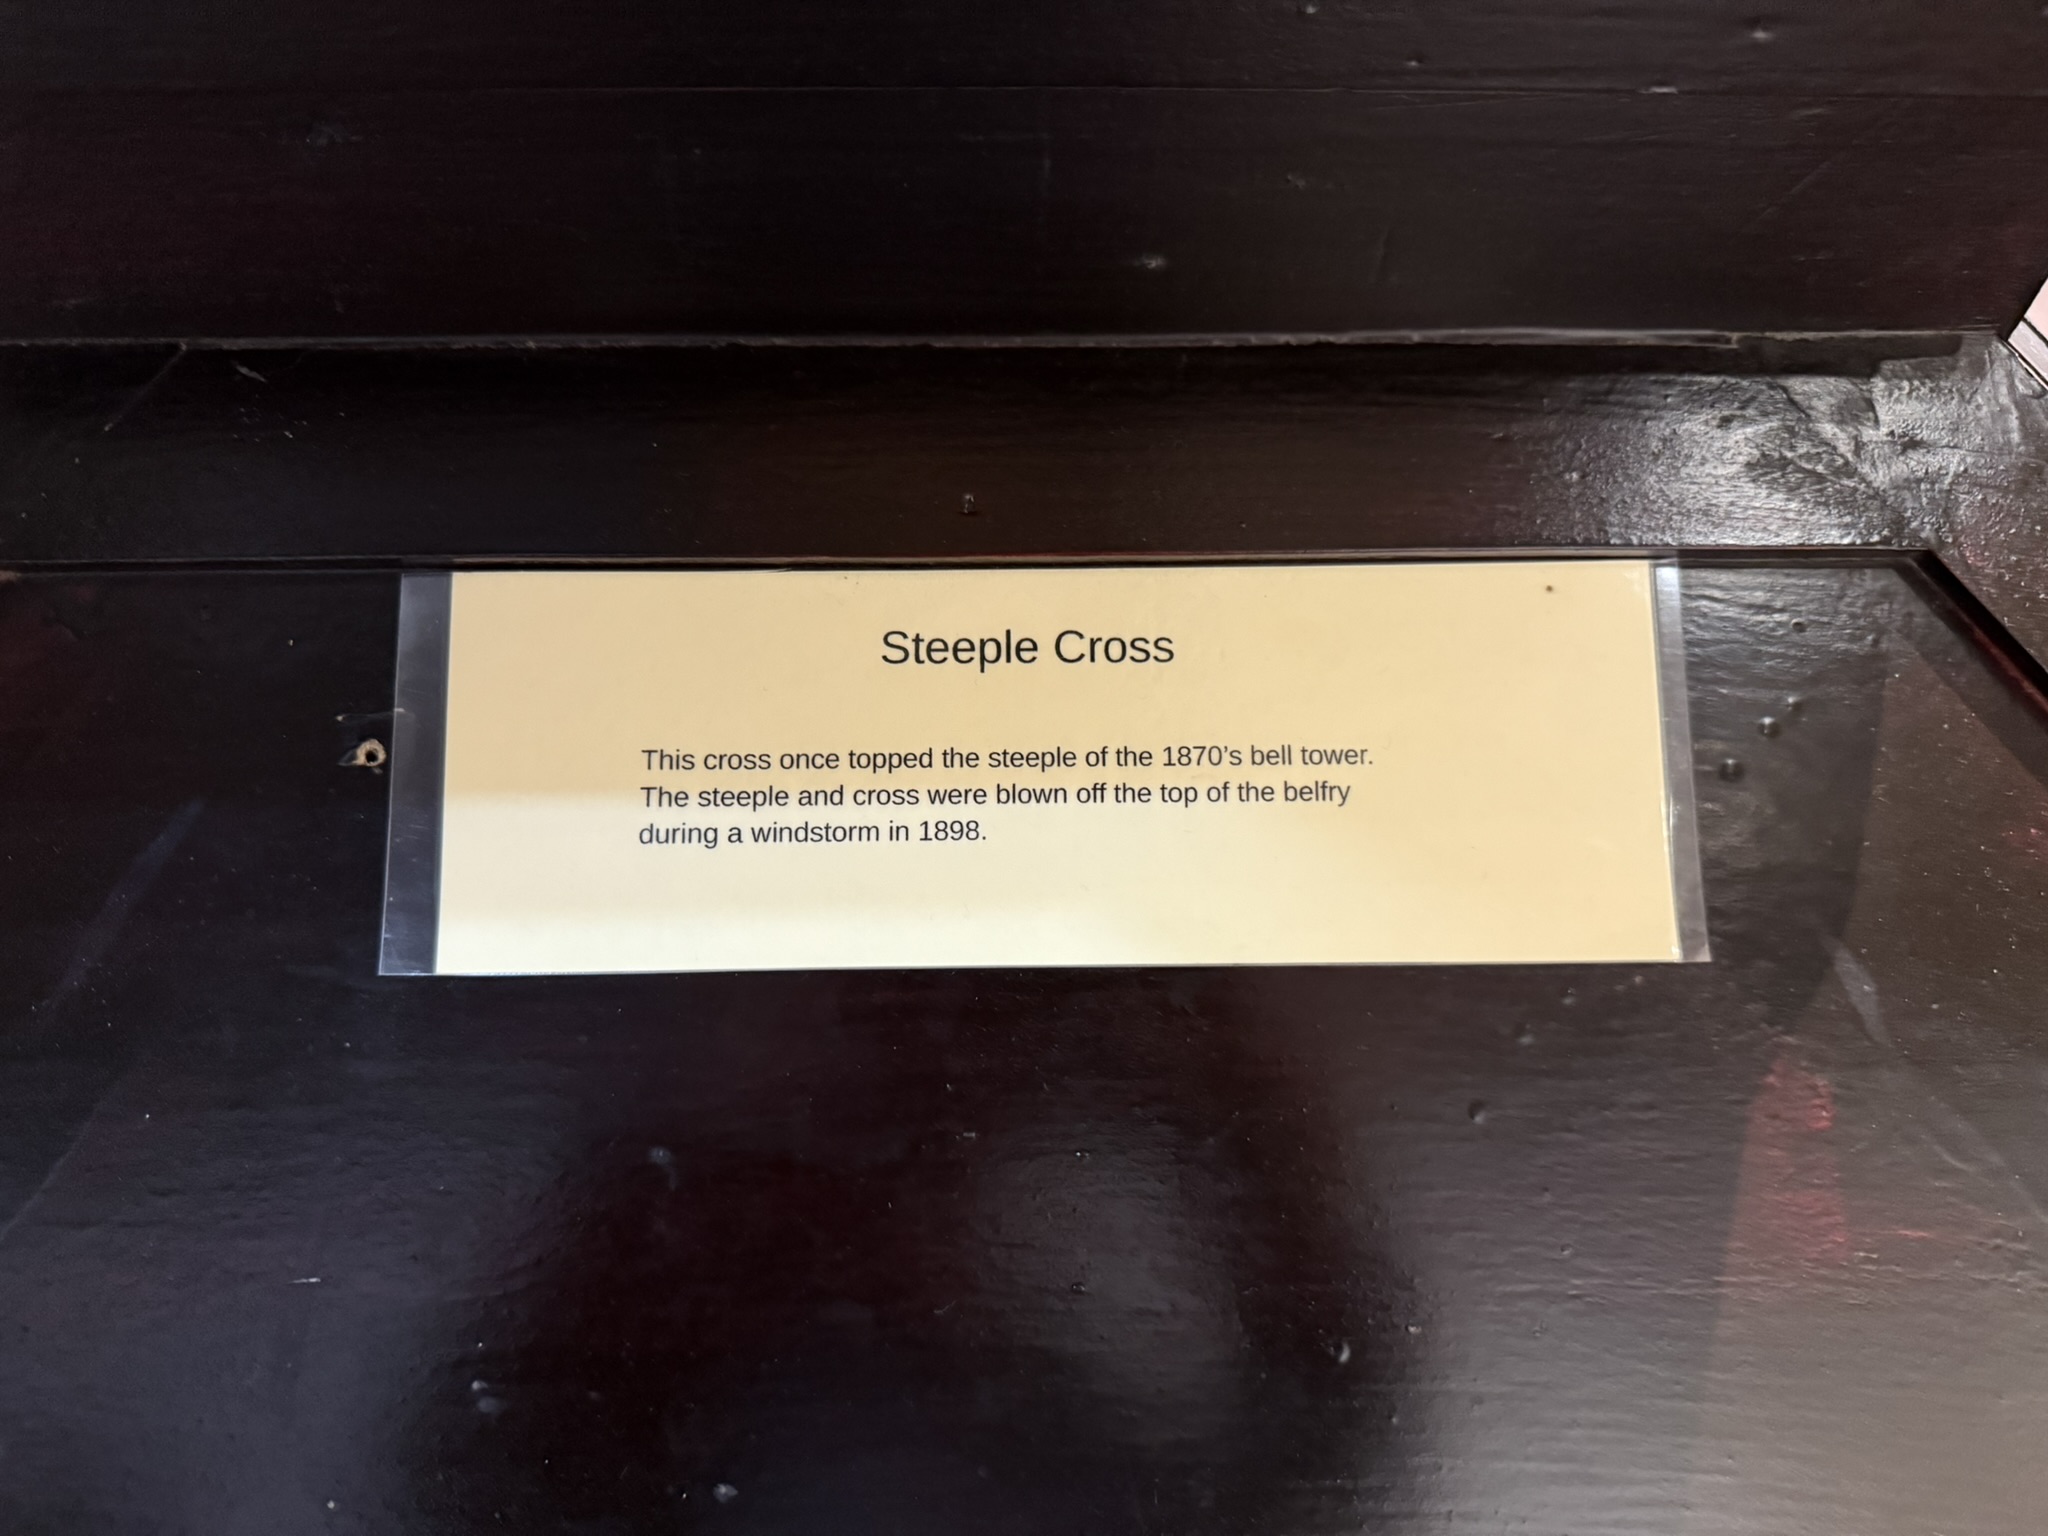 Steeple Cross
This cross once topped the steeple of the 1870’s bell tower.
The steeple and cross were blown off the top of the belfry
during a windstorm in 1898.